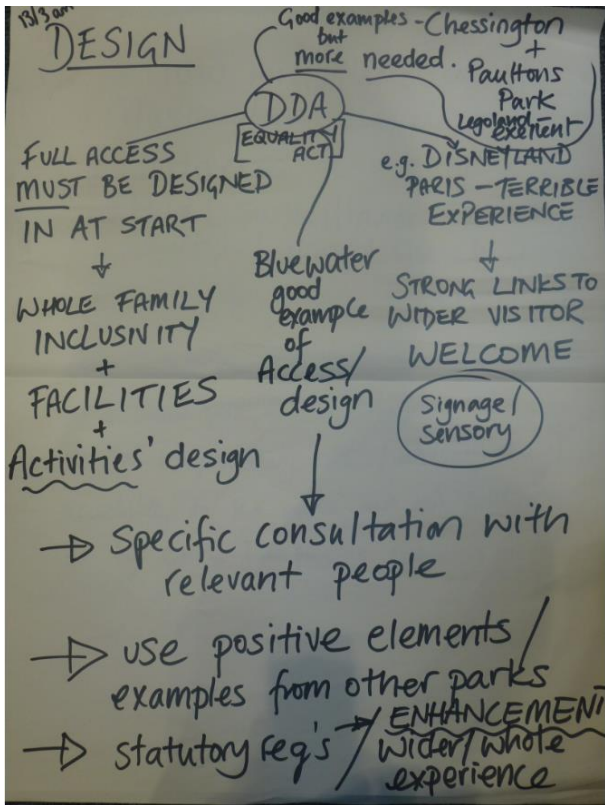 13/3 am
DESIGN
Good examples - Chessington
but
more needed.
+
Paultons
Park
Legoland
DDA
EQUALITY
ACT
FULL ACCESS
MUST BE DESIGNED
IN AT START
↓
WHOLE FAMILY
INCLUSIVITY
+
FACILITIES
+
Activities' design
Bluewater
good
example
of
Access/
design
e.g. DISNEYLAND
PARIS - TERRIBLE
EXPERIENCE
↓
STRONG LINKS TO
WIDER VISITOR
WELCOME
Signage/
sensory
→ Specific consultation with
relevant people
→ use positive elements /
examples from other parks
→ statutory req's → / ENHANCEMENT
wider/whole
experience